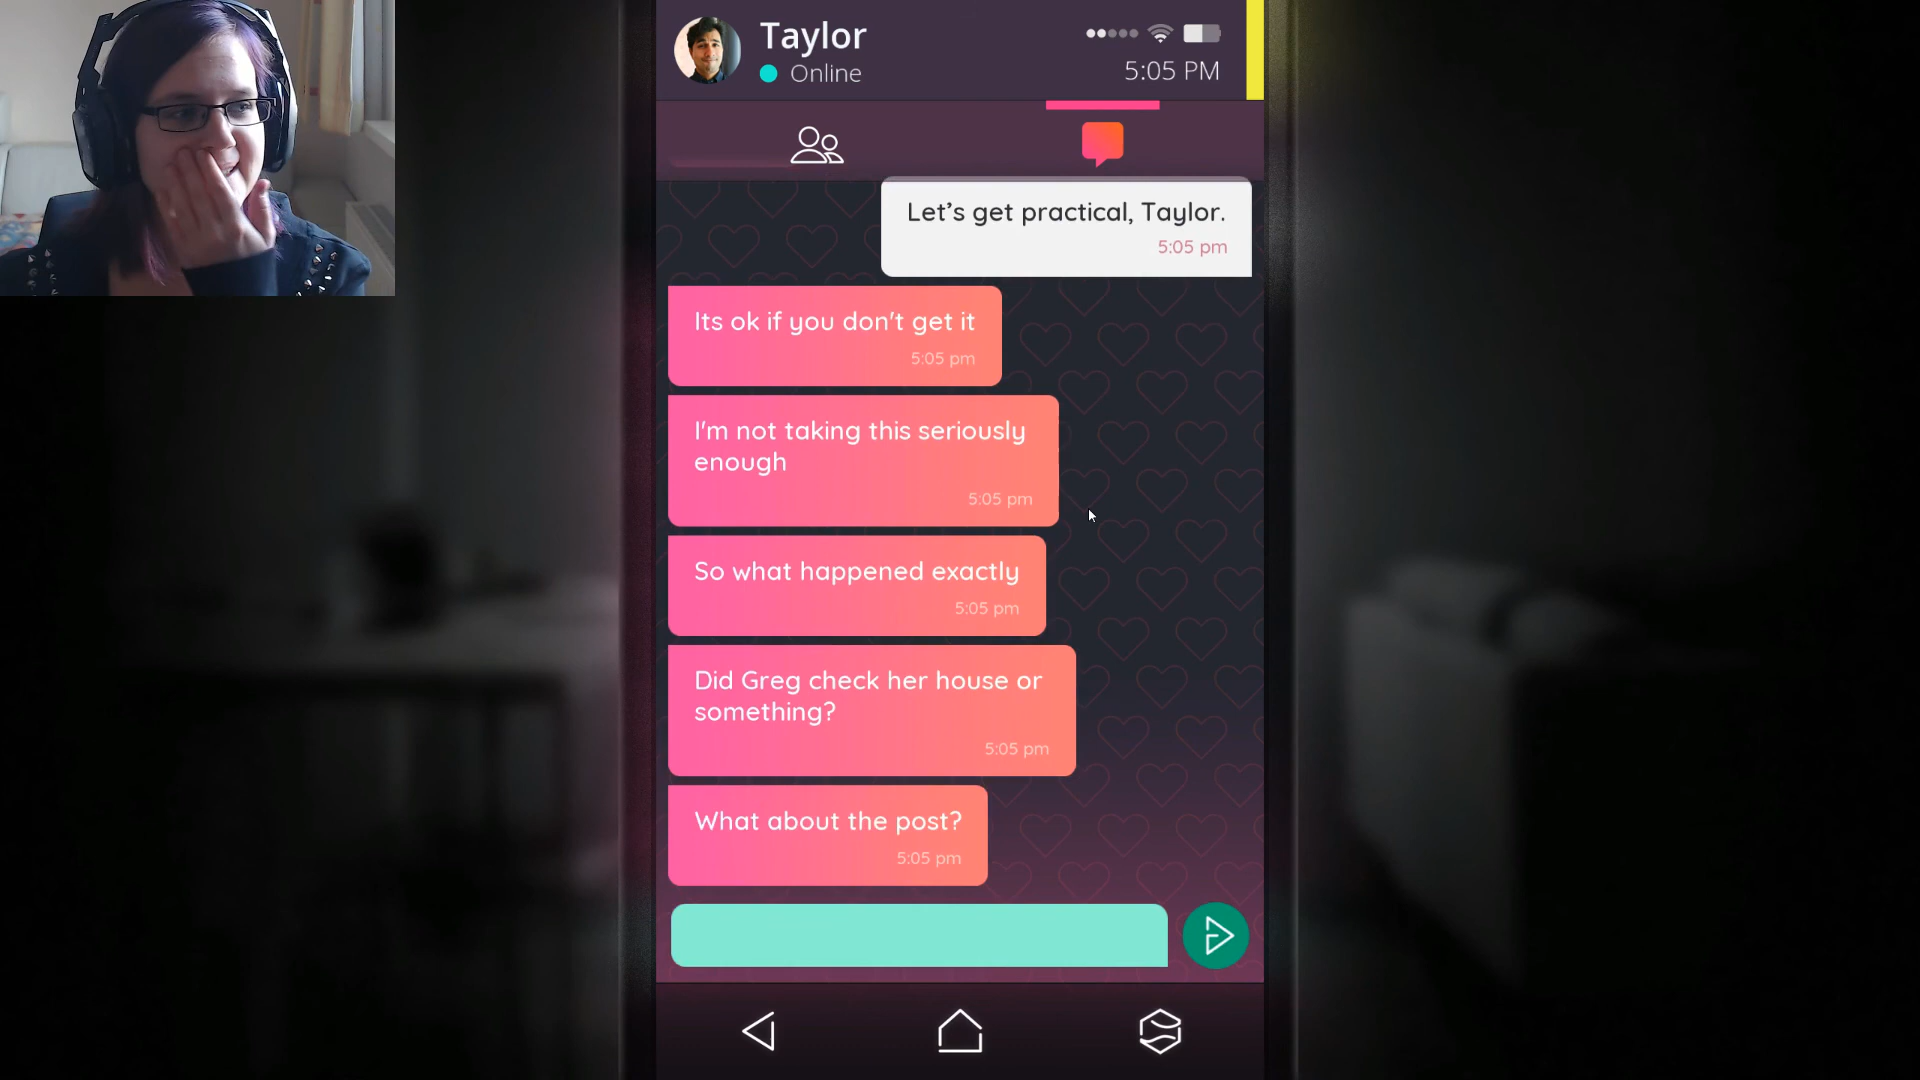 Taylor
Online
5:05 PM
Let's get practical, Taylor.
5:05 pm
Its ok if you don't get it
5:05 pm
I'm not taking this seriously
enough
5:05 pm
So what happened exactly
5:05 pm
Did Greg check her house or
something?
5:05 pm
What about the post?
5:05 pm